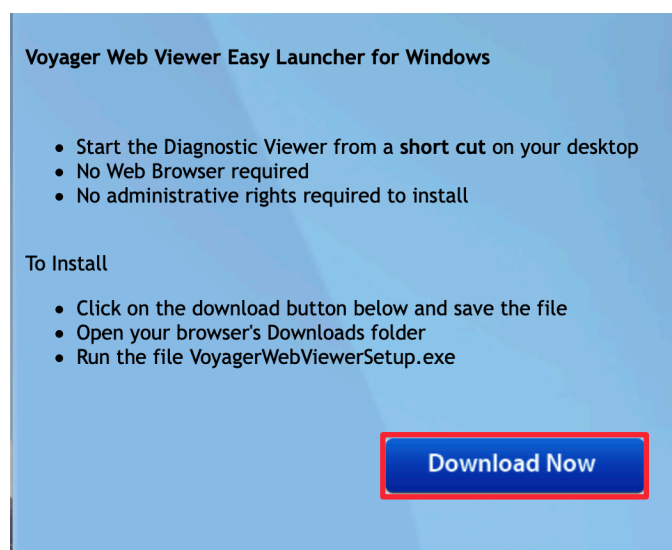 Voyager Web Viewer Easy Launcher for Windows
• Start the Diagnostic Viewer from a short cut on your desktop
• No Web Browser required
• No administrative rights required to install
To Install
• Click on the download button below and save the file
• Open your browser's Downloads folder
• Run the file VoyagerWebViewerSetup.exe
Download Now